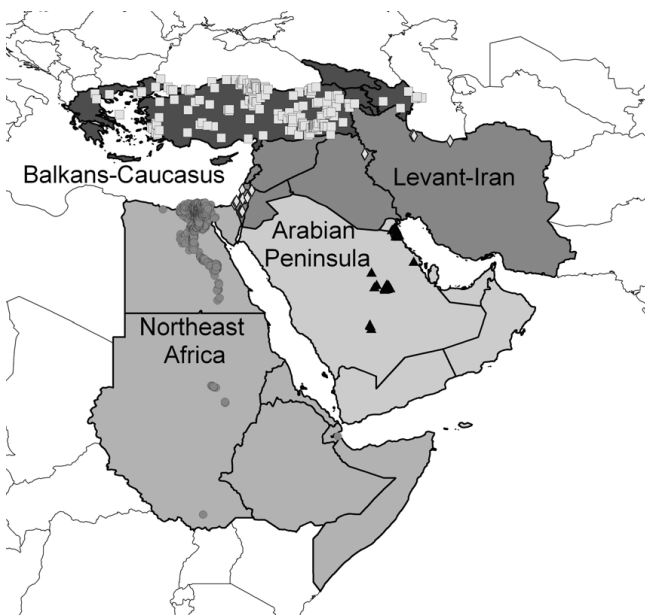 Balkans-Caucasus
Levant-Iran
Arabian
Peninsula
Northeast
Africa